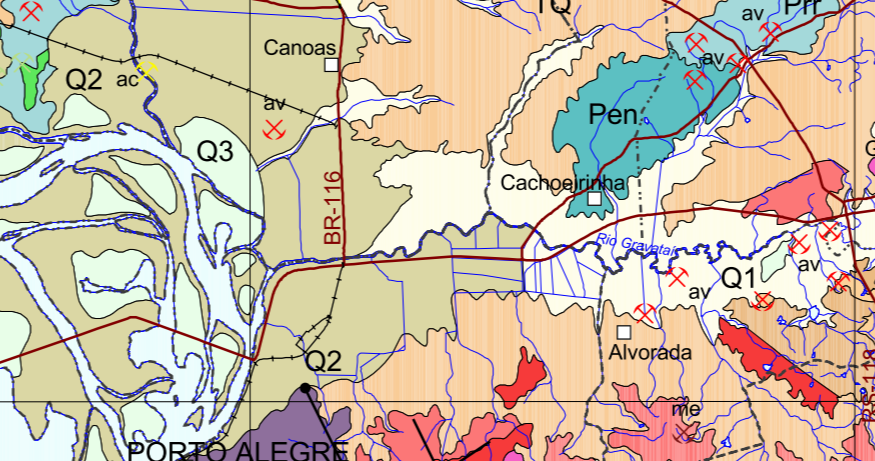 TQ
av
Prr
Canoas
Q2
ac
av
av
Pen
Q3
Cachoeirinha
BR-116
Rio Gravataí
Q1
av
av
Alvorada
Q2
me
PORTO ALEGRE